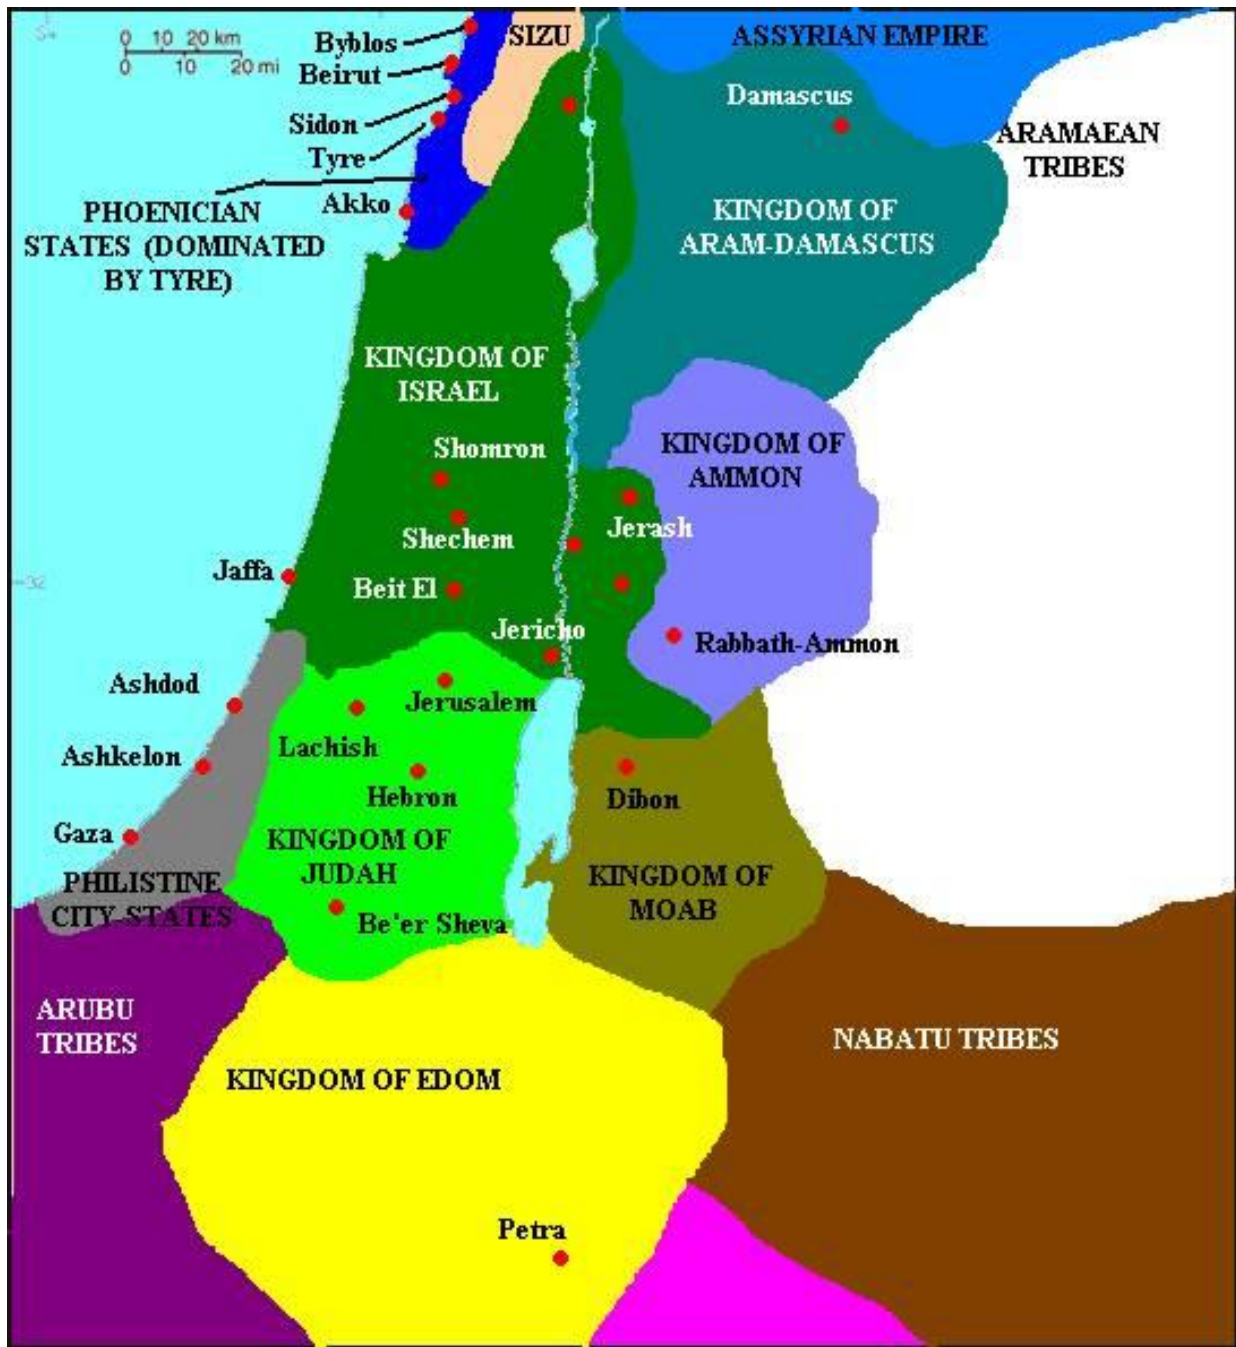 34
0 10 20 km
0 10 20 mi
Byblos
Beirut
Sidon
Tyre
Akko
SIZU
ASSYRIAN EMPIRE
Damascus
ARAMAEAN
TRIBES
PHOENICIAN
STATES (DOMINATED
BY TYRE)
KINGDOM OF
ARAM-DAMASCUS
KINGDOM OF
ISRAEL
Shomron
KINGDOM OF
AMMON
Shechem
Jerash
Jaffa
32
Beit El
Jericho
Rabbath-Ammon
Ashdod
Jerusalem
Ashkelon
Lachish
Hebron
Dibon
Gaza
KINGDOM OF
JUDAH
PHILISTINE
CITY-STATES
KINGDOM OF
MOAB
Be'er Sheva
ARUBU
TRIBES
NABATU TRIBES
KINGDOM OF EDOM
Petra